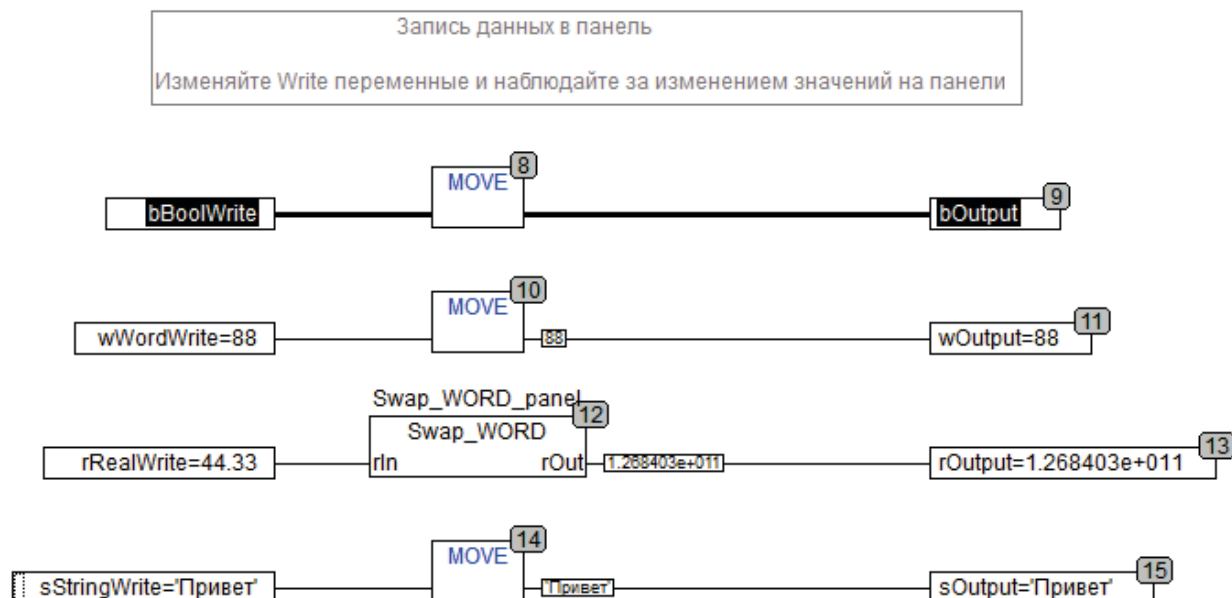 Запись данных в панель
Изменяйте Write переменные и наблюдайте за изменением значений на панели
8
MOVE
bBoolWrite
bOutput
9
10
MOVE
wWordWrite=88
88
wOutput=88
11
Swap_WORD_panel
12
Swap_WORD
rRealWrite=44.33
rIn
rOut
1.268403e+011
rOutput=1.268403e+011
13
14
MOVE
sStringWrite='Привет'
'Привет'
sOutput='Привет'
15